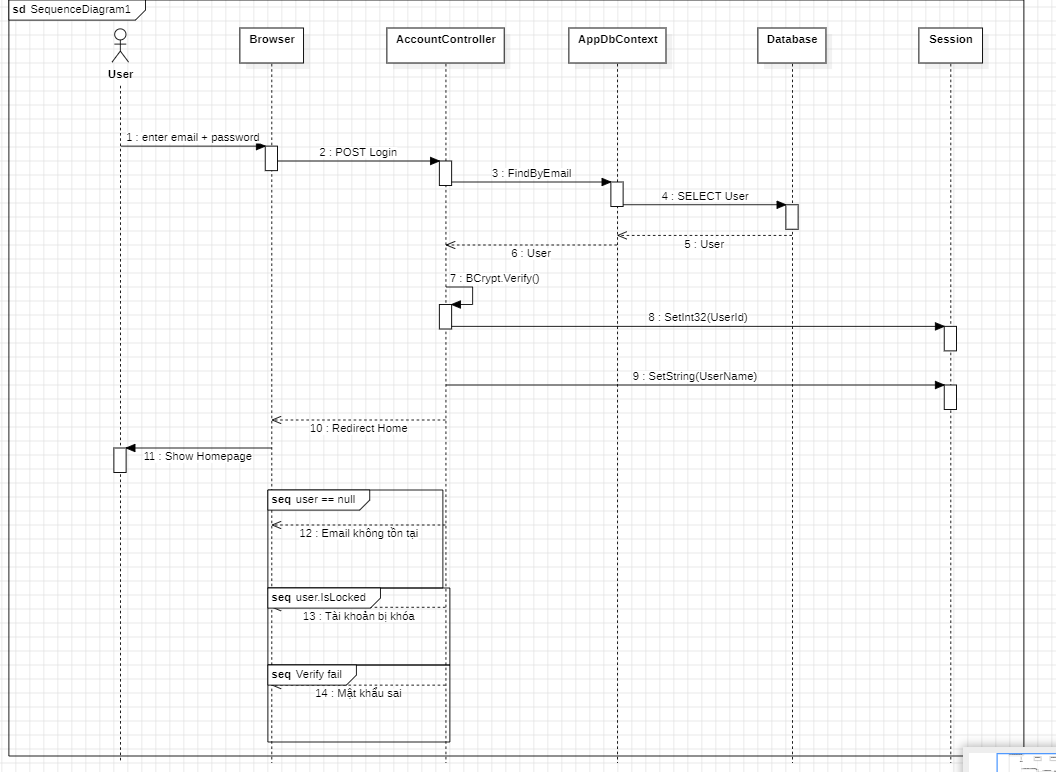 sd SequenceDiagram1
User
Browser
AccountController
AppDbContext
Database
Session
1 : enter email + password
2 : POST Login
3 : FindByEmail
4 : SELECT User
5 : User
6 : User
7 : BCrypt.Verify()
8 : SetInt32(UserId)
9 : SetString(UserName)
10 : Redirect Home
11 : Show Homepage
seq user == null
12 : Email không tồn tại
seq user.IsLocked
13 : Tài khoản bị khóa
seq Verify fail
14 : Mật khẩu sai